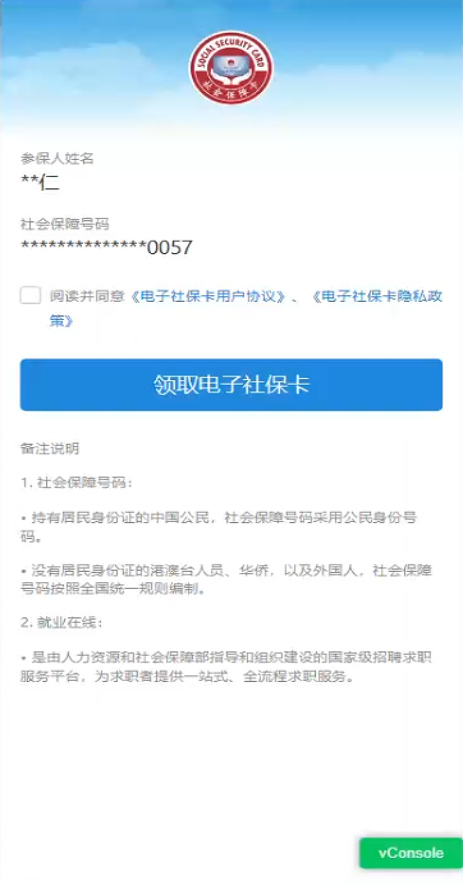 SOCIAL SECURITY CARD
社会保障卡
参保人姓名
**仁
社会保障号码
**************0057
阅读并同意《电子社保卡用户协议》、《电子社保卡隐私政
策》
领取电子社保卡
备注说明
1. 社会保障号码：
• 持有居民身份证的中国公民，社会保障号码采用公民身份号
码。
• 没有居民身份证的港澳台人员、华侨，以及外国人，社会保障
号码按照全国统一规则编制。
2. 就业在线：
• 是由人力资源和社会保障部指导和组织建设的国家级招聘求职
服务平台，为求职者提供一站式、全流程求职服务。
vConsole